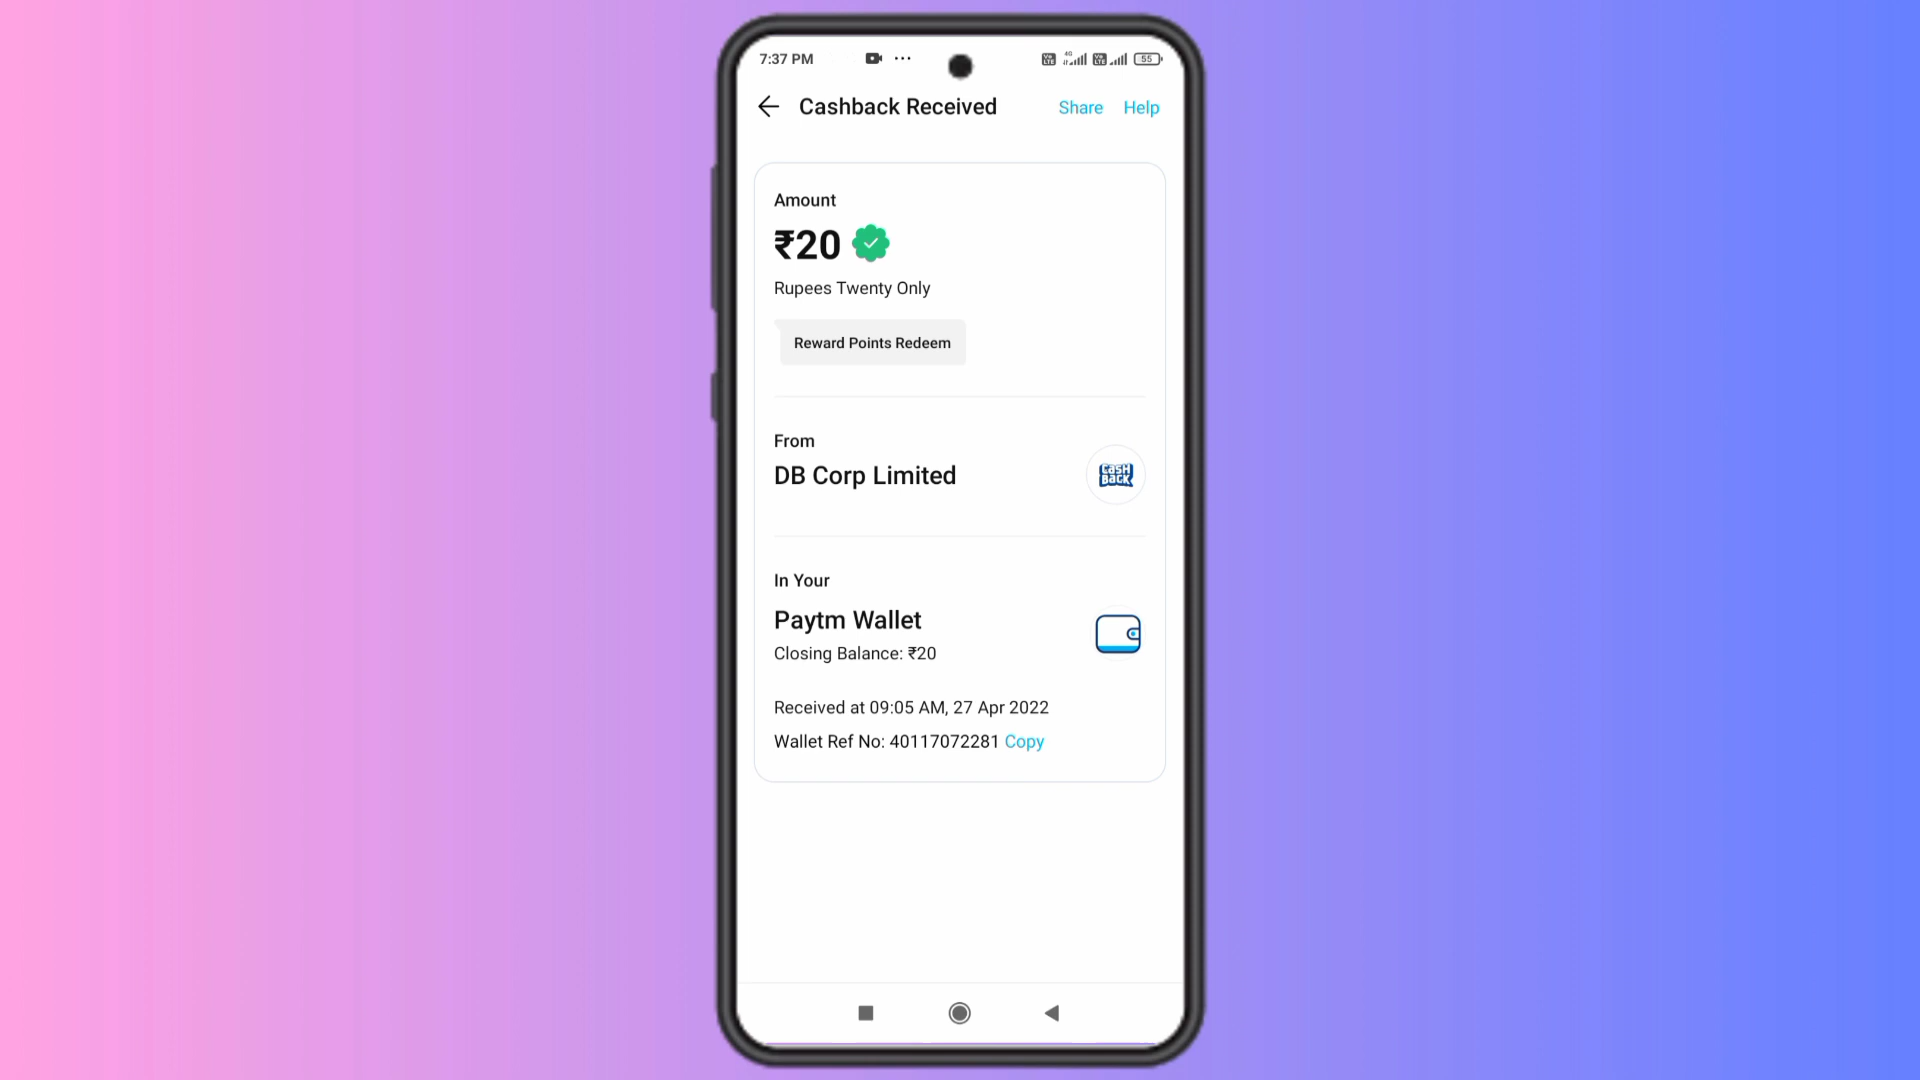 7:37 PM
55
Cashback Received
Share Help
Amount
₹20
Rupees Twenty Only
Reward Points Redeem
From
DB Corp Limited
CASH
BACK
In Your
Paytm Wallet
Closing Balance: ₹20
Received at 09:05 AM, 27 Apr 2022
Wallet Ref No: 40117072281 Copy